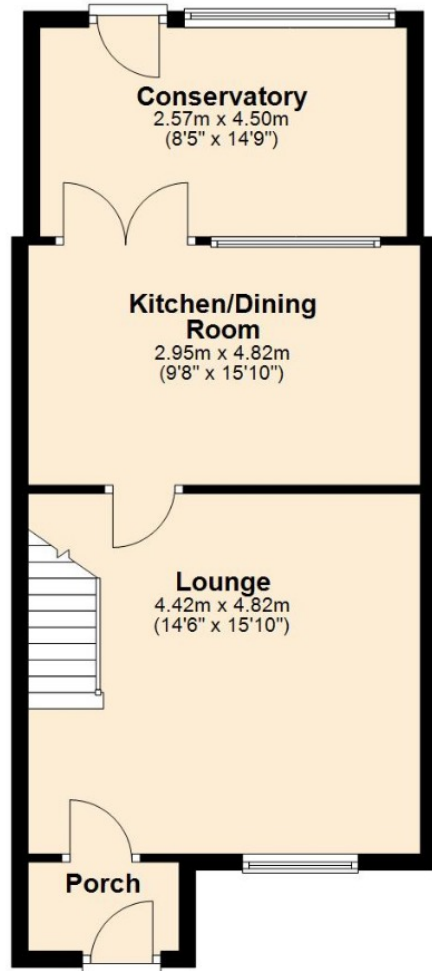 Conservatory
2.57m x 4.50m
(8'5" x 14'9")
Kitchen/Dining
Room
2.95m x 4.82m
(9'8" x 15'10")
Lounge
4.42m x 4.82m
(14'6" x 15'10")
Porch